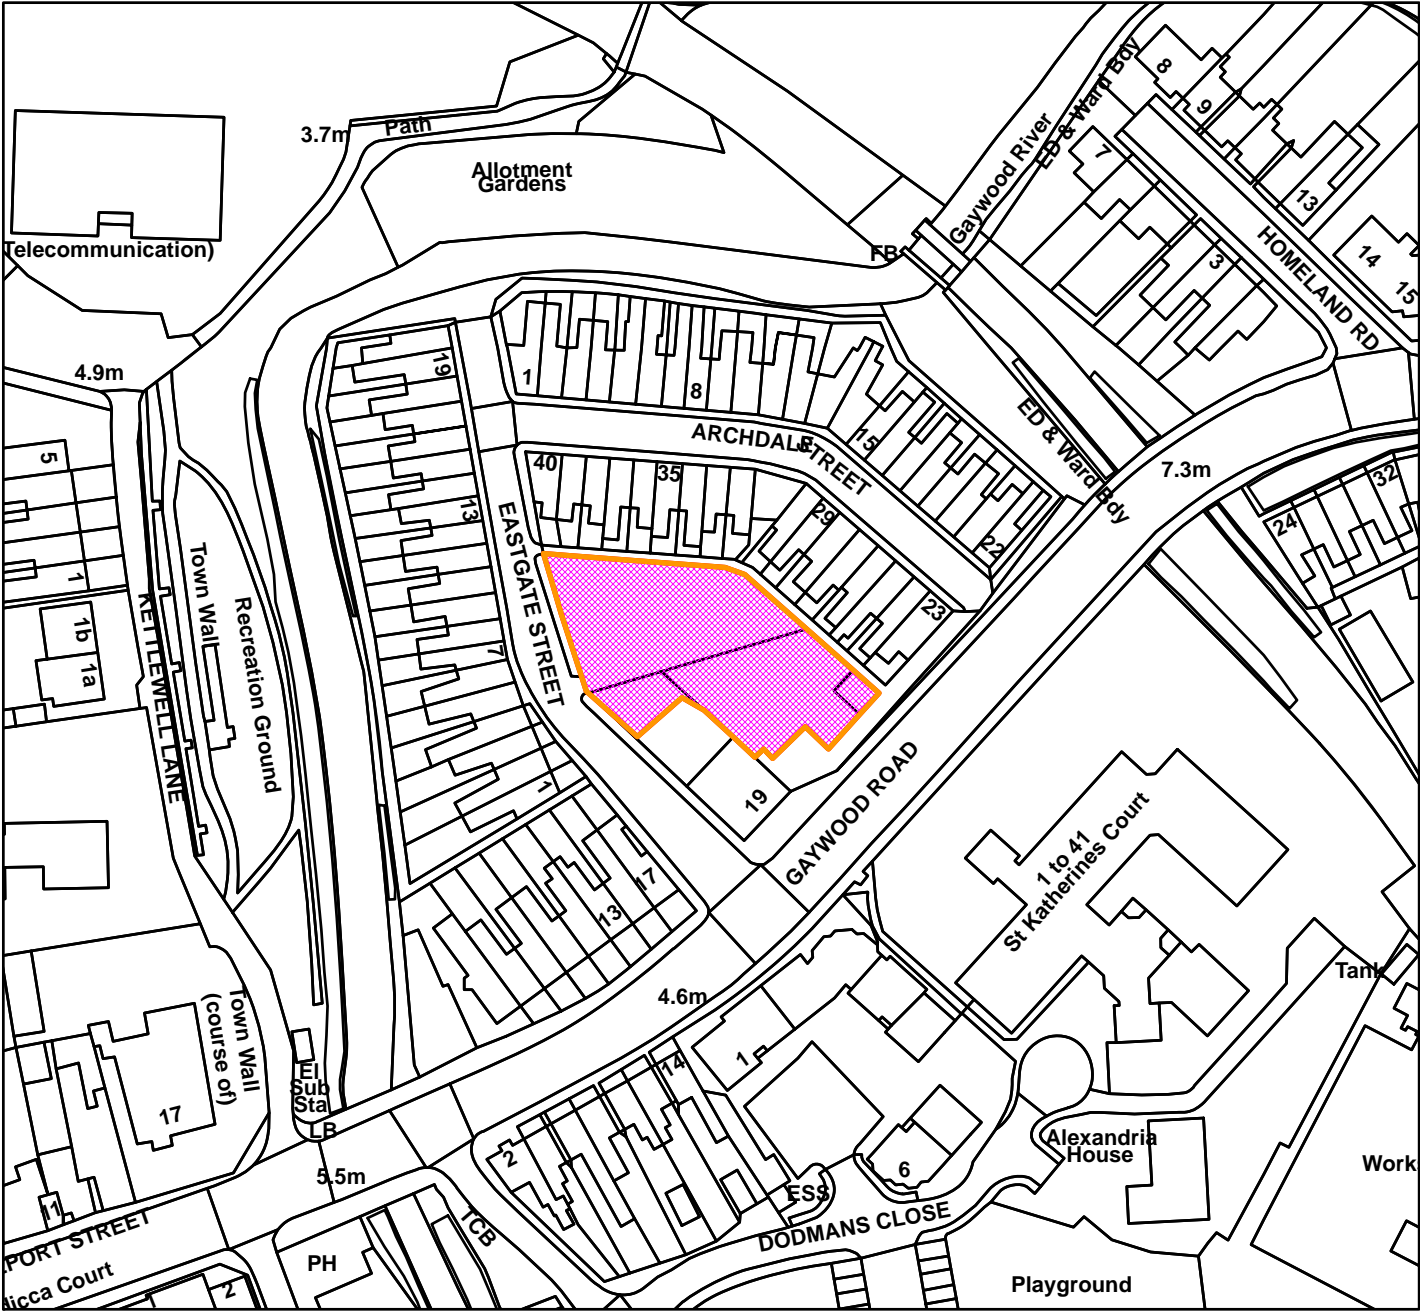 8
ED & Ward Bdy
9
Gaywood River
3.7m
Path
7
Allotment
Gardens
13
HOMELAND RD
Telecommunication)
FB
3
14
15
4.9m
19
1
8
ED & Ward Bdy
ARCHDALE STREET
15
7.3m
5
40
35
32
13
29
24
EASTGATE STREET
22
Town Wall
1
KETTLEWELL LANE
Recreation Ground
23
1b
1a
7
GAYWOOD ROAD
1
19
1 to 41
St Katherines Court
17
13
Tank
4.6m
Town Wall
(course of)
1
14
El
Sub
Sta
17
LB
2
Alexandria
House
6
Work
5.5m
ESS
11
PORT STREET
TCB
DODMANS CLOSE
PH
icca Court
2
Playground